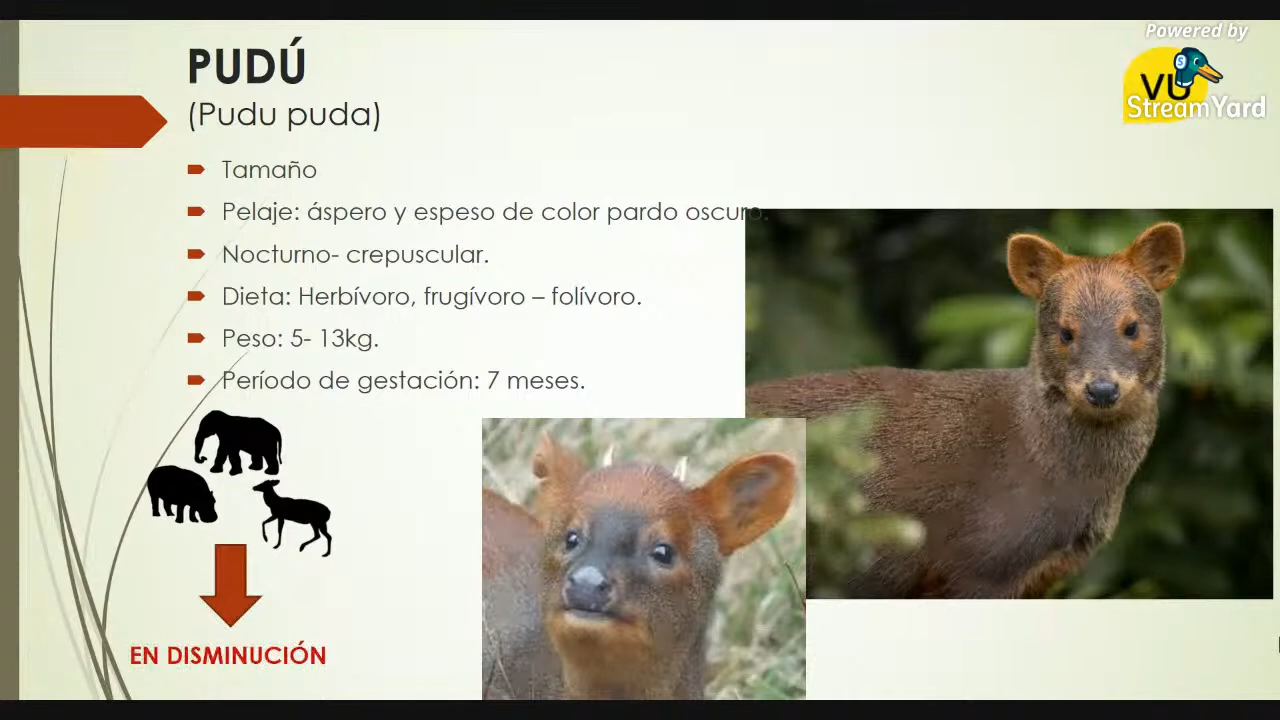 Powered by
VU
StreamYard
PUDÚ
(Pudu puda)
Tamaño
Pelaje: áspero y espeso de color pardo oscuro.
Nocturno- crepuscular.
Dieta: Herbívoro, frugívoro – folívoro.
Peso: 5- 13kg.
Período de gestación: 7 meses.
EN DISMINUCIÓN